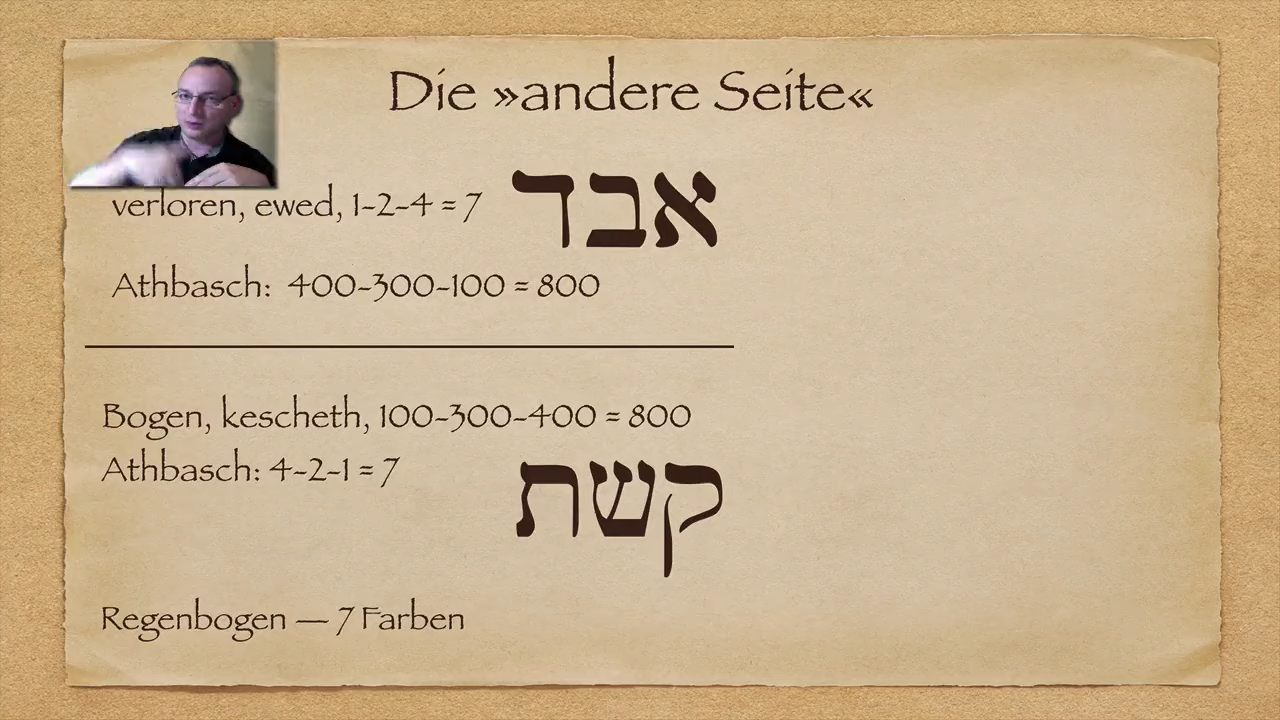 Die »andere Seite«
verloren, ewed, 1-2-4 = 7 אבד
Athbasch: 400-300-100 = 800
Bogen, kescheth, 100-300-400 = 800
Athbasch: 4-2-1 = 7 קשת
Regenbogen — 7 Farben